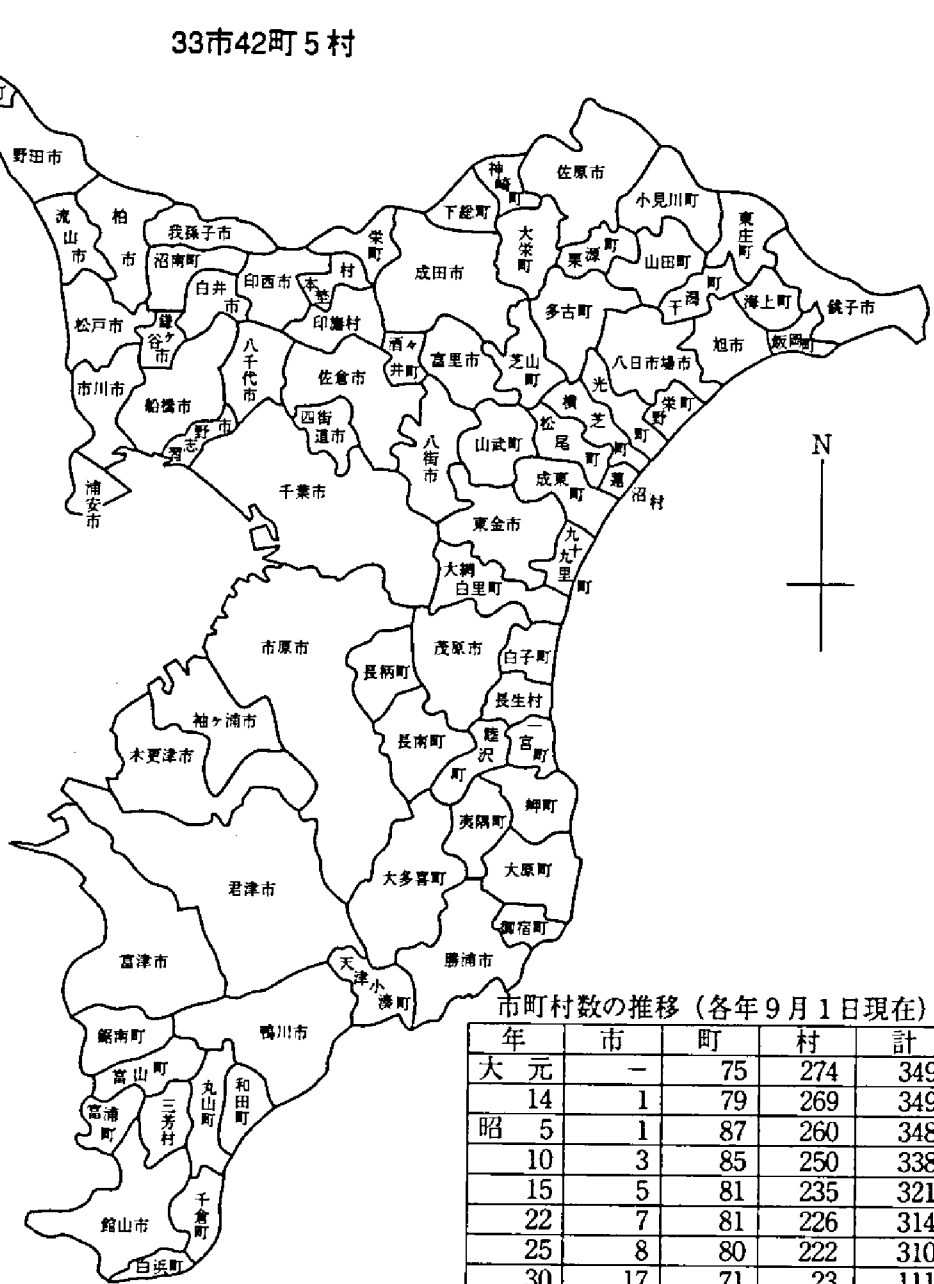 33市42町5村
町
野田市
流山市
柏市
我孫子市
沼南町
白井市
印西市
本埜村
印旛村
栄町
下総町
神崎町
佐原市
小見川町
東庄町
大栄町
栗源町
山田町
干潟町
海上町
銚子市
飯岡町
旭市
八日市場市
多古町
成田市
松戸市
鎌ヶ谷市
市川市
船橋市
八千代市
佐倉市
酒々井町
富里市
芝山町
光町
横芝町
野栄町
松尾町
蓮沼村
成東町
山武町
八街市
四街道市
習志野市
浦安市
千葉市
東金市
九十九里町
大網白里町
N
市原市
茂原市
白子町
長柄町
長生村
長南町
睦沢町
一宮町
袖ヶ浦市
木更津市
岬町
夷隅町
大原町
大多喜町
御宿町
勝浦市
君津市
富津市
天津小湊町
鴨川市
鋸南町
富山町
富浦町
三芳村
丸山町
和田町
千倉町
館山市
白浜町
市町村数の推移（各年9月1日現在）
年 市 町 村 計
大 元 － 75 274 349
14 1 79 269 349
昭 5 1 87 260 348
10 3 85 250 338
15 5 81 235 321
22 7 81 226 314
25 8 80 222 310
30 17 71 23 111